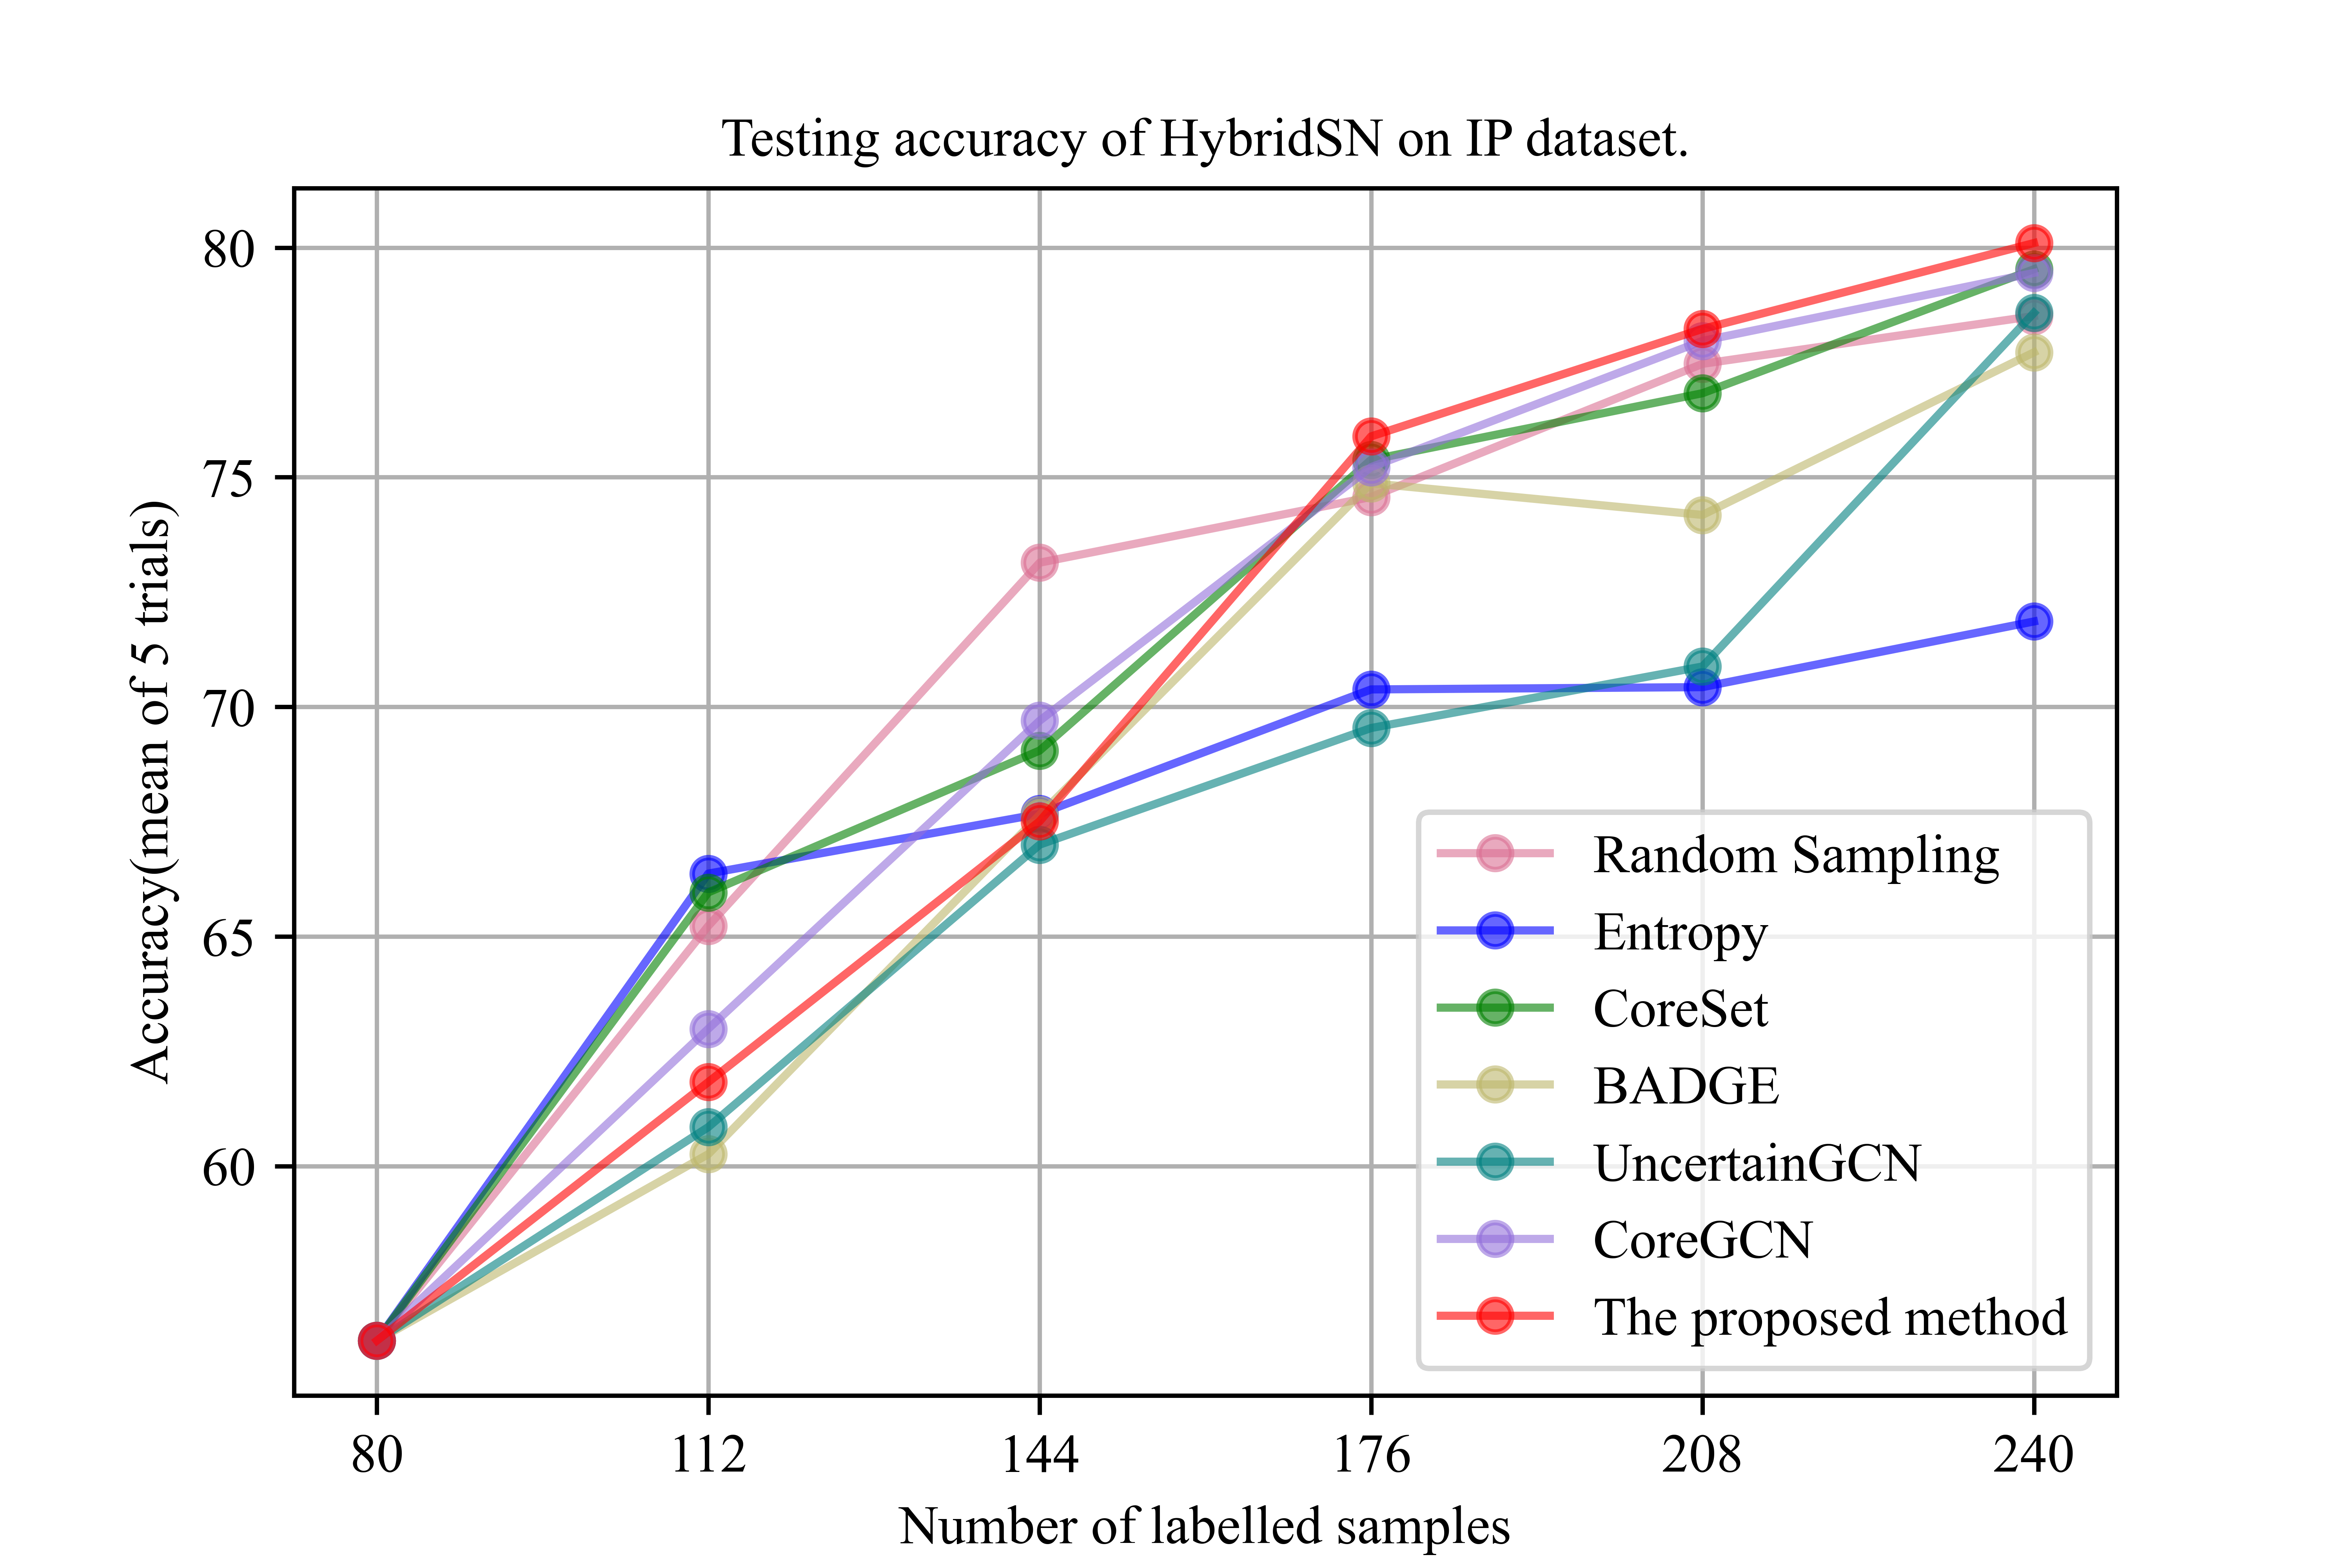 Testing accuracy of HybridSN on IP dataset.
80
75
70
65
60
Accuracy(mean of 5 trials)
Random Sampling
Entropy
CoreSet
BADGE
UncertainGCN
CoreGCN
The proposed method
80 112 144 176 208 240
Number of labelled samples